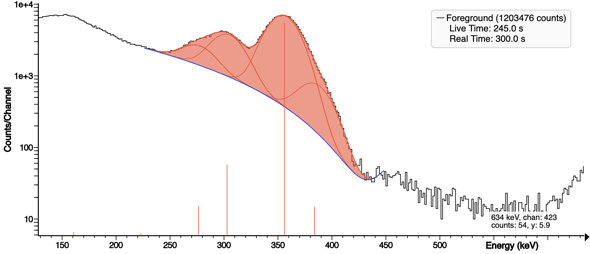 1e+4
1e+3
100
10
Counts/Channel
— Foreground (1203476 counts)
Live Time: 245.0 s
Real Time: 300.0 s
634 keV, chan: 423
counts: 54, y: 5.9
150 200 250 300 350 400 450 500 Energy (keV)